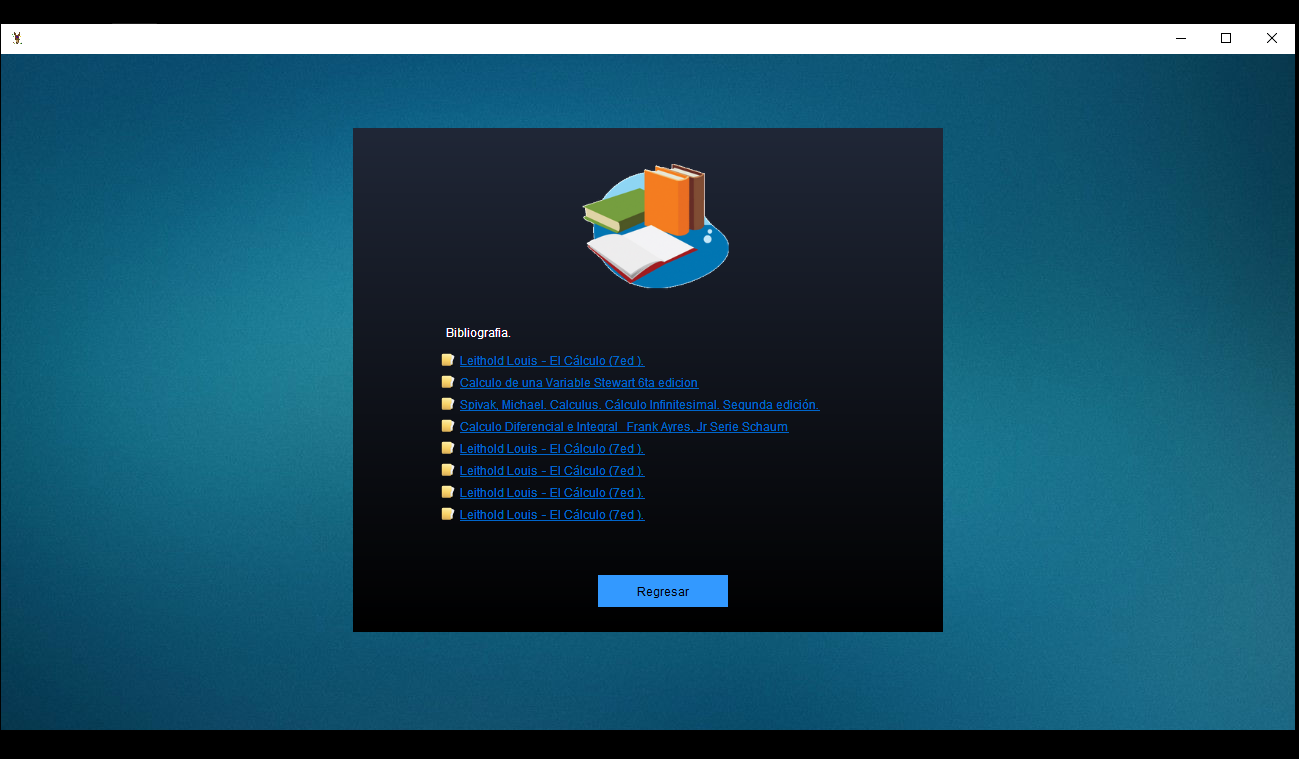 Bibliografia.
Leithold Louis - El Cálculo (7ed ).
Calculo de una Variable Stewart 6ta edicion
Spivak, Michael. Calculus, Cálculo Infinitesimal. Segunda edición.
Calculo Diferencial e Integral_ Frank Ayres, Jr Serie Schaum
Leithold Louis - El Cálculo (7ed ).
Leithold Louis - El Cálculo (7ed ).
Leithold Louis - El Cálculo (7ed ).
Leithold Louis - El Cálculo (7ed ).
Regresar